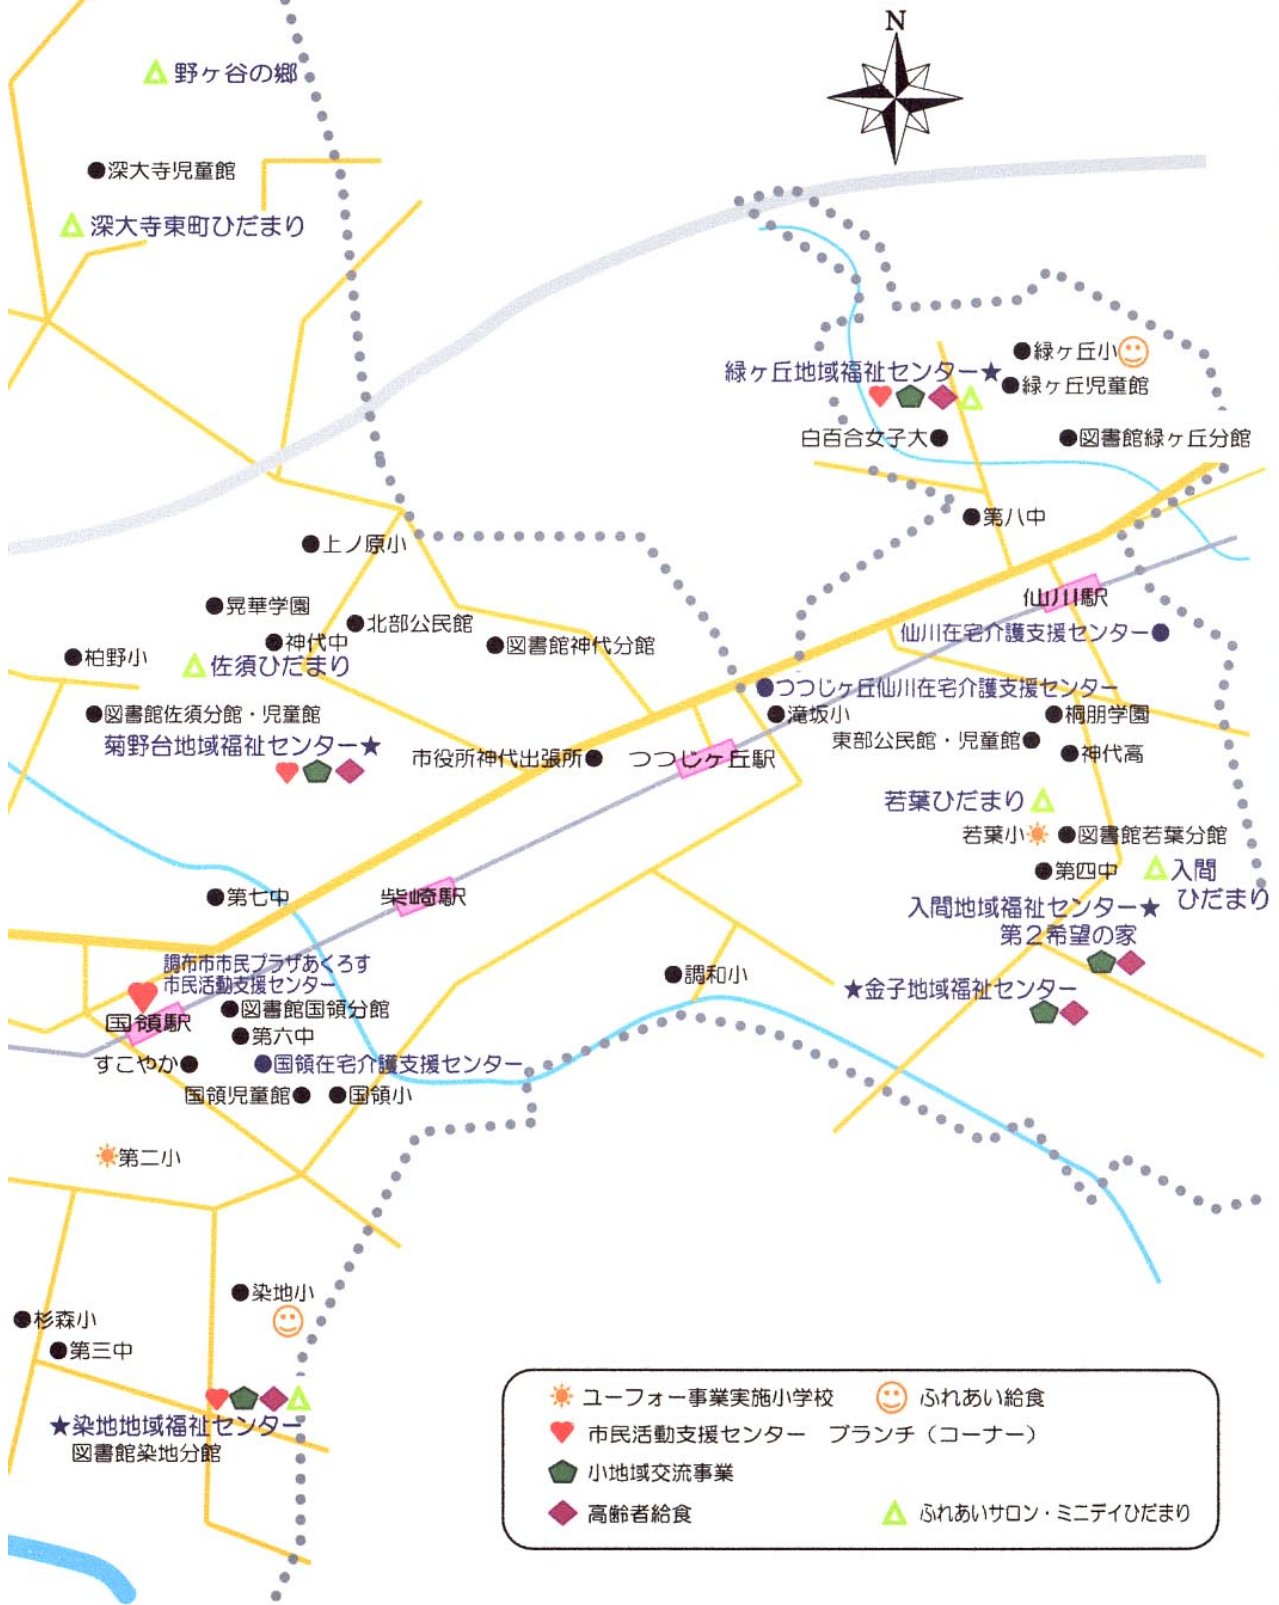 N
野ヶ谷の郷
深大寺児童館
深大寺東町ひだまり
緑ヶ丘小
緑ヶ丘地域福祉センター★
緑ヶ丘児童館
白百合女子大
図書館緑ヶ丘分館
第八中
上ノ原小
仙川駅
晃華学園
北部公民館
仙川在宅介護支援センター
神代中
図書館神代分館
柏野小
佐須ひだまり
つつじヶ丘仙川在宅介護支援センター
図書館佐須分館・児童館
滝坂小
桐朋学園
菊野台地域福祉センター★
東部公民館・児童館
市役所神代出張所
つつじヶ丘駅
神代高
若葉ひだまり
若葉小
図書館若葉分館
第四中
入間
ひだまり
第七中
柴崎駅
入間地域福祉センター★
第2希望の家
調布市市民プラザあくろす
市民活動支援センター
調和小
★金子地域福祉センター
図書館国領分館
国領駅
第六中
すこやか
国領在宅介護支援センター
国領児童館
国領小
第二小
染地小
杉森小
第三中
★染地地域福祉センター
図書館染地分館
ユーフォー事業実施小学校
ふれあい給食
市民活動支援センター ブランチ（コーナー）
小地域交流事業
高齢者給食
ふれあいサロン・ミニデイひだまり